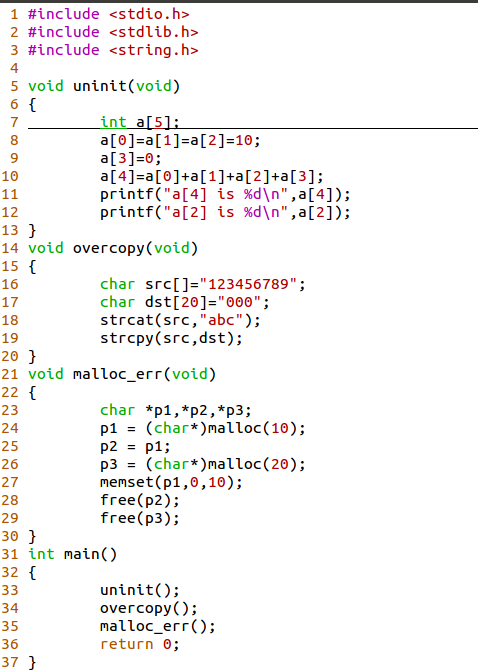 1 #include <stdio.h>
2 #include <stdlib.h>
3 #include <string.h>
4
5 void uninit(void)
6 {
7         int a[5];
8         a[0]=a[1]=a[2]=10;
9         a[3]=0;
10         a[4]=a[0]+a[1]+a[2]+a[3];
11         printf("a[4] is %d\n",a[4]);
12         printf("a[2] is %d\n",a[2]);
13 }
14 void overcopy(void)
15 {
16         char src[]="123456789";
17         char dst[20]="000";
18         strcat(src,"abc");
19         strcpy(src,dst);
20 }
21 void malloc_err(void)
22 {
23         char *p1,*p2,*p3;
24         p1 = (char*)malloc(10);
25         p2 = p1;
26         p3 = (char*)malloc(20);
27         memset(p1,0,10);
28         free(p2);
29         free(p3);
30 }
31 int main()
32 {
33         uninit();
34         overcopy();
35         malloc_err();
36         return 0;
37 }